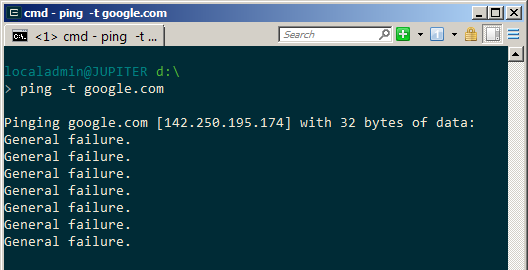 cmd - ping  -t google.com
<1> cmd - ping  -t ...
Search
localadmin@JUPITER d:\
> ping -t google.com
Pinging google.com [142.250.195.174] with 32 bytes of data:
General failure.
General failure.
General failure.
General failure.
General failure.
General failure.
General failure.